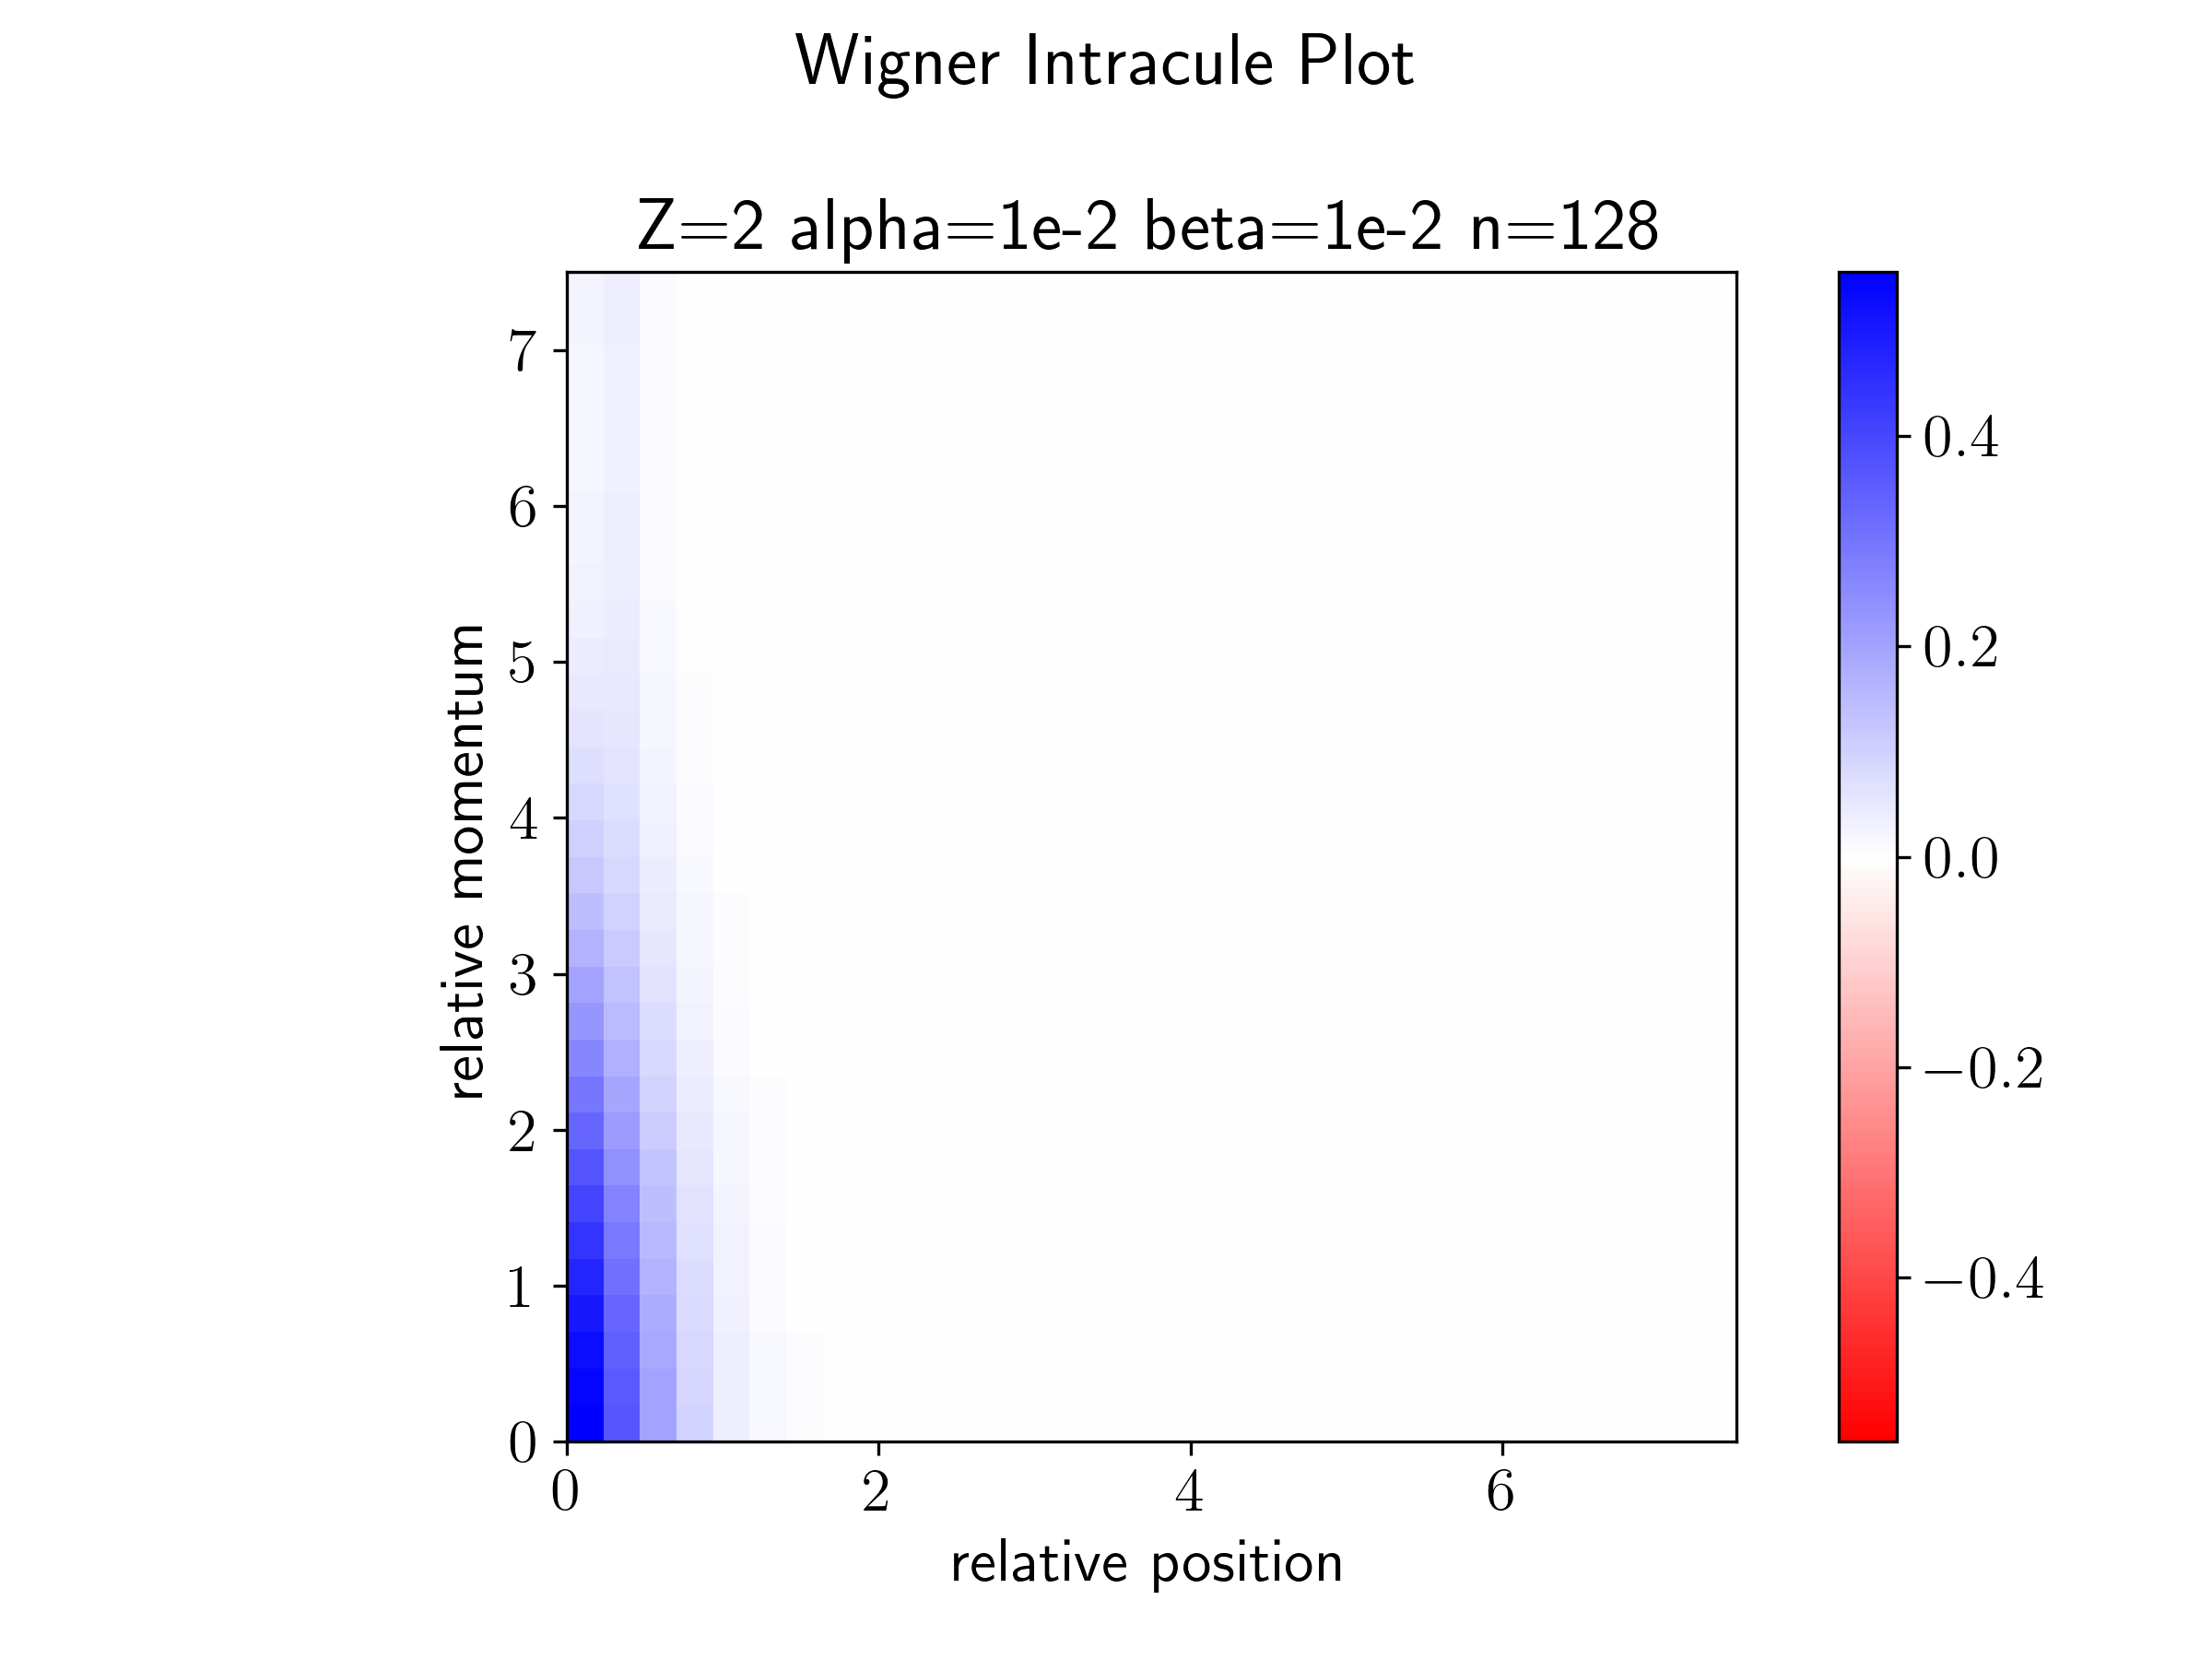 Wigner Intracule Plot
Z=2 alpha=1e-2 beta=1e-2 n=128
7
6
5
4
3
2
1
0
relative momentum
0 2 4 6
relative position
0.4
0.2
0.0
−0.2
−0.4